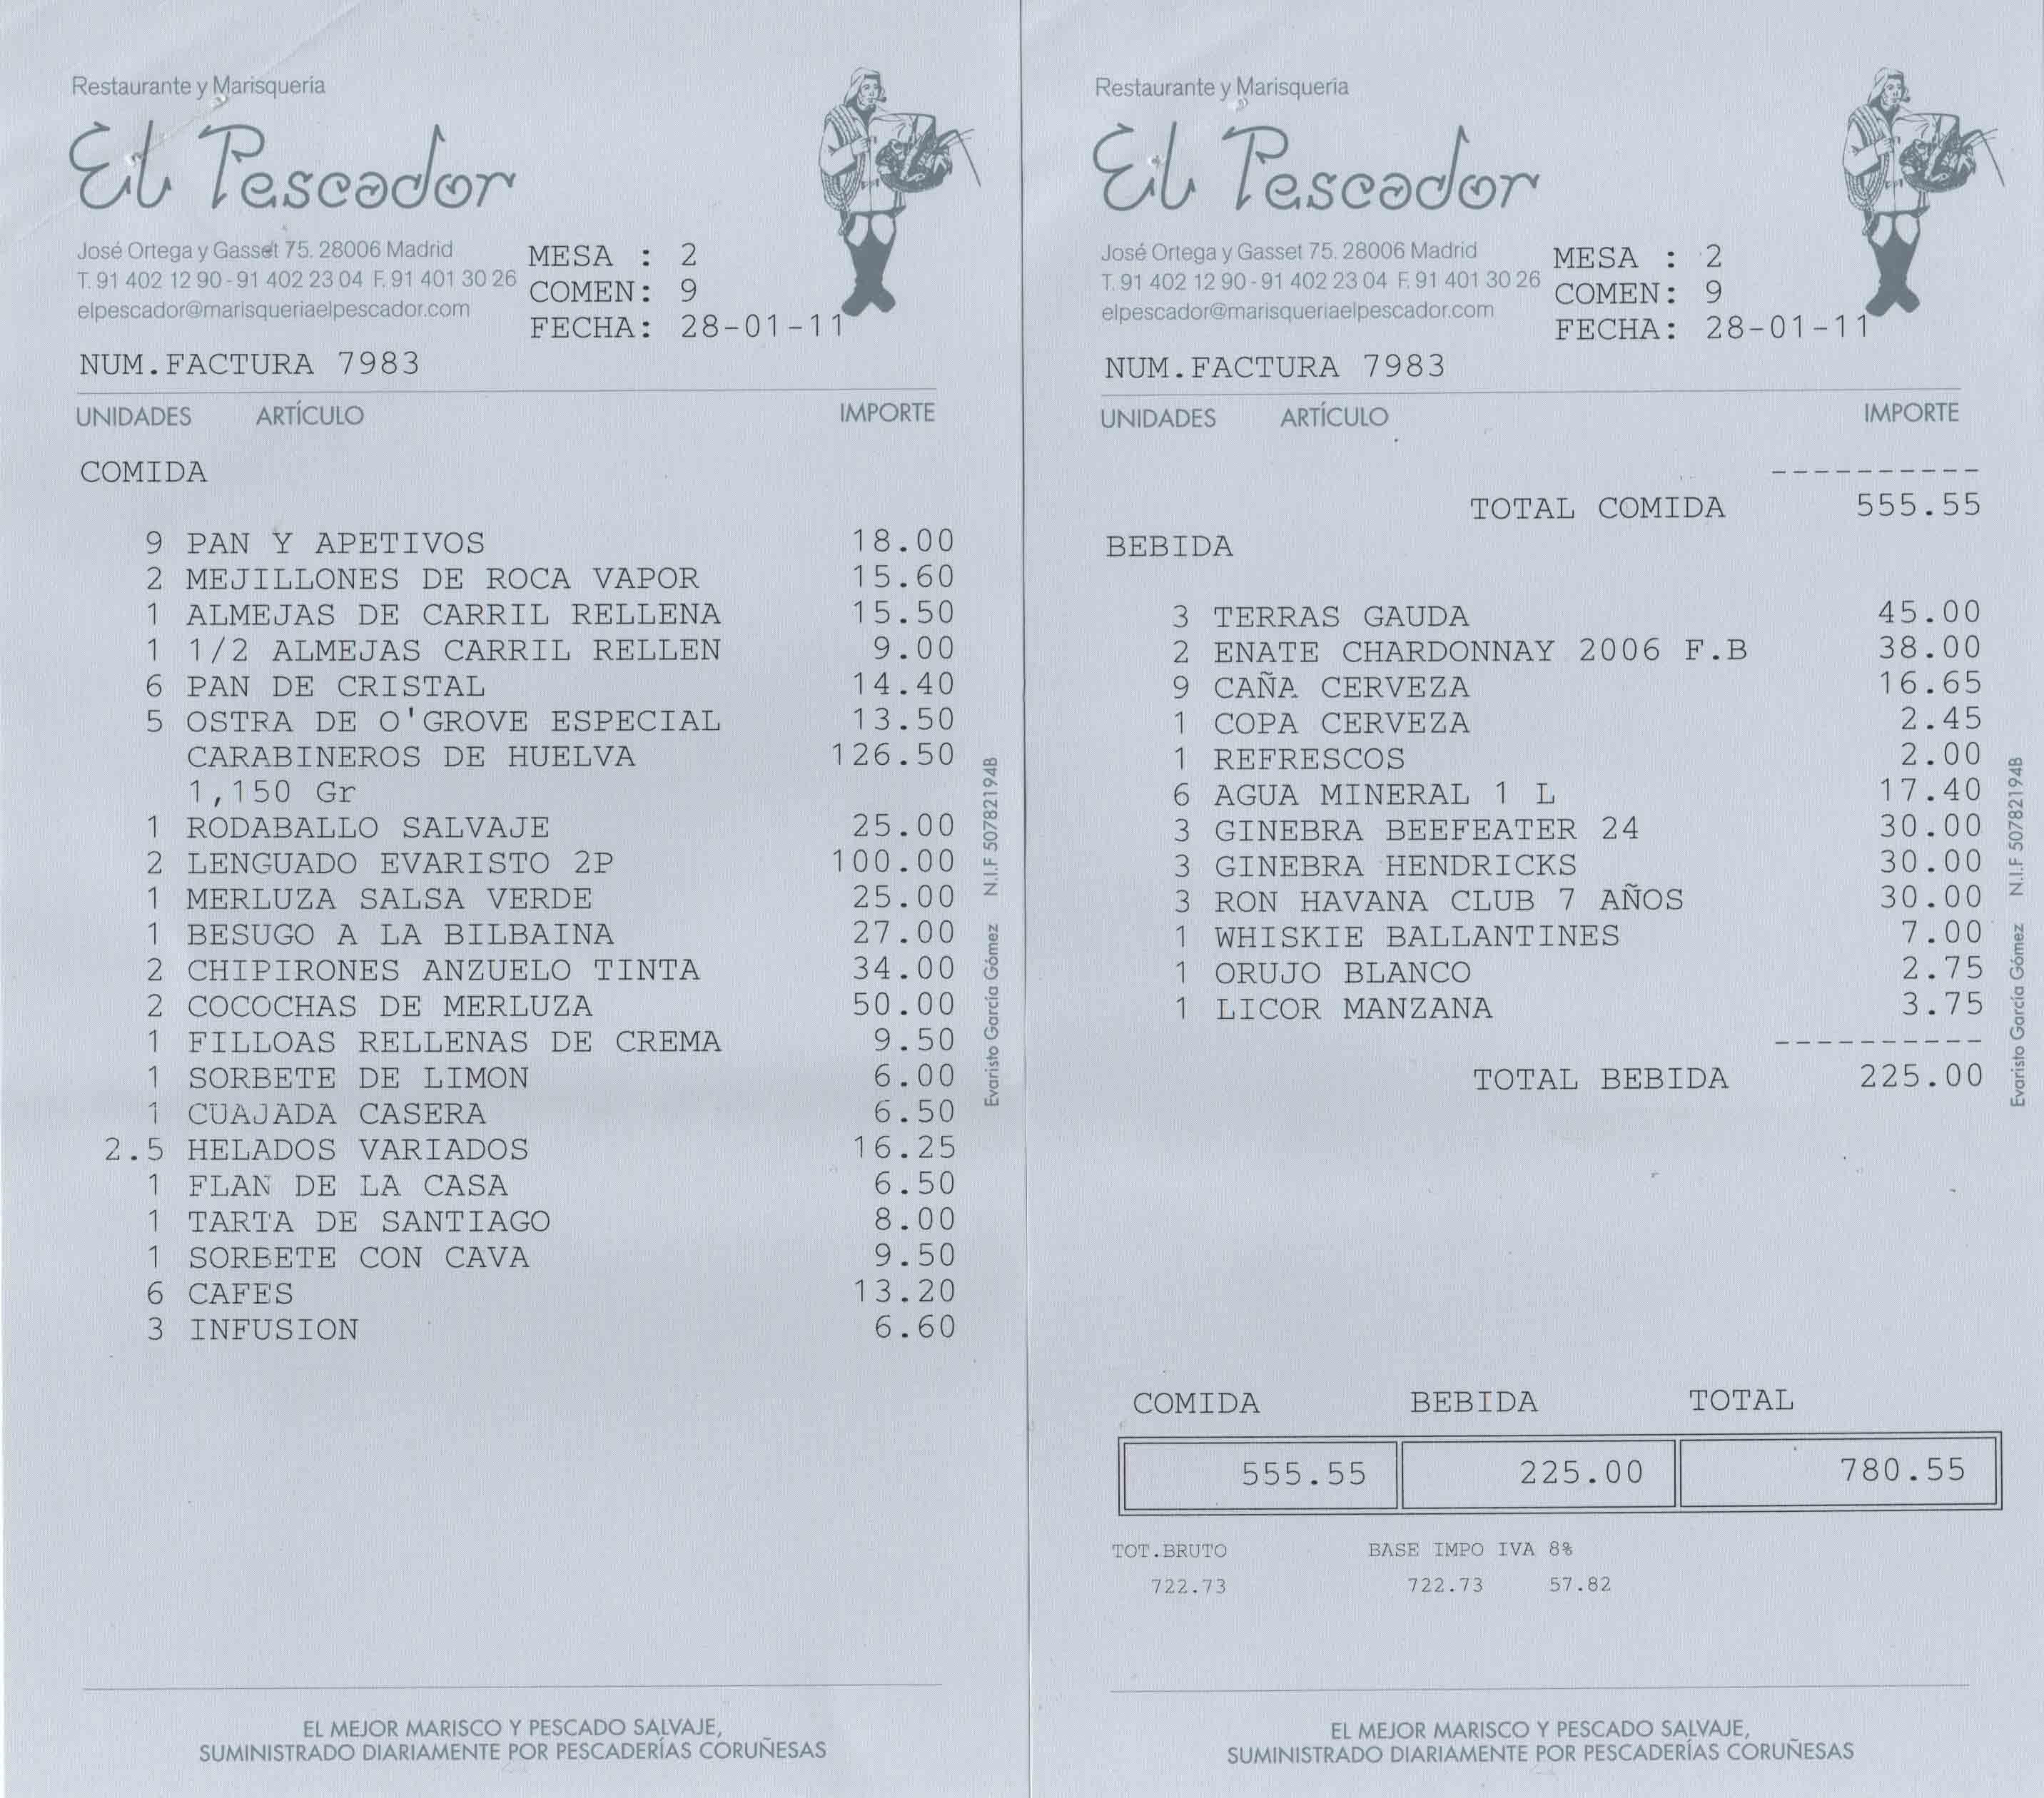 Restaurante y Marisquería
El Pescador
José Ortega y Gasset 75. 28006 Madrid
T. 91 402 12 90 - 91 402 23 04 F. 91 401 30 26
elpescador@marisqueriaelpescador.com
MESA : 2
COMEN: 9
FECHA: 28-01-11
NUM.FACTURA 7983
UNIDADES ARTÍCULO IMPORTE
COMIDA
9 PAN Y APETIVOS 18.00
2 MEJILLONES DE ROCA VAPOR 15.60
1 ALMEJAS DE CARRIL RELLENA 15.50
1 1/2 ALMEJAS CARRIL RELLEN 9.00
6 PAN DE CRISTAL 14.40
5 OSTRA DE O'GROVE ESPECIAL 13.50
CARABINEROS DE HUELVA 126.50
1,150 Gr
1 RODABALLO SALVAJE 25.00
2 LENGUADO EVARISTO 2P 100.00
1 MERLUZA SALSA VERDE 25.00
1 BESUGO A LA BILBAINA 27.00
2 CHIPIRONES ANZUELO TINTA 34.00
2 COCOCHAS DE MERLUZA 50.00
1 FILLOAS RELLENAS DE CREMA 9.50
1 SORBETE DE LIMON 6.00
1 CUAJADA CASERA 6.50
2.5 HELADOS VARIADOS 16.25
1 FLAN DE LA CASA 6.50
1 TARTA DE SANTIAGO 8.00
1 SORBETE CON CAVA 9.50
6 CAFES 13.20
3 INFUSION 6.60
Evaristo García Gómez N.I.F 50782194B
EL MEJOR MARISCO Y PESCADO SALVAJE,
SUMINISTRADO DIARIAMENTE POR PESCADERÍAS CORUÑESAS
Restaurante y Marisquería
El Pescador
José Ortega y Gasset 75. 28006 Madrid
T. 91 402 12 90 - 91 402 23 04 F. 91 401 30 26
elpescador@marisqueriaelpescador.com
MESA : 2
COMEN: 9
FECHA: 28-01-11
NUM.FACTURA 7983
UNIDADES ARTÍCULO IMPORTE
----------
TOTAL COMIDA 555.55
BEBIDA
3 TERRAS GAUDA 45.00
2 ENATE CHARDONNAY 2006 F.B 38.00
9 CAÑA CERVEZA 16.65
1 COPA CERVEZA 2.45
1 REFRESCOS 2.00
6 AGUA MINERAL 1 L 17.40
3 GINEBRA BEEFEATER 24 30.00
3 GINEBRA HENDRICKS 30.00
3 RON HAVANA CLUB 7 AÑOS 30.00
1 WHISKIE BALLANTINES 7.00
1 ORUJO BLANCO 2.75
1 LICOR MANZANA 3.75
----------
TOTAL BEBIDA 225.00
COMIDA BEBIDA TOTAL
555.55 225.00 780.55
TOT.BRUTO BASE IMPO IVA 8%
722.73 722.73 57.82
Evaristo García Gómez N.I.F 50782194B
EL MEJOR MARISCO Y PESCADO SALVAJE,
SUMINISTRADO DIARIAMENTE POR PESCADERÍAS CORUÑESAS